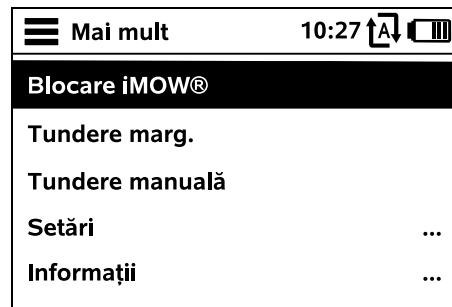 Mai mult 10:27 A
Blocare iMOW®
Tundere marg.
Tundere manuală
Setări ...
Informații ...